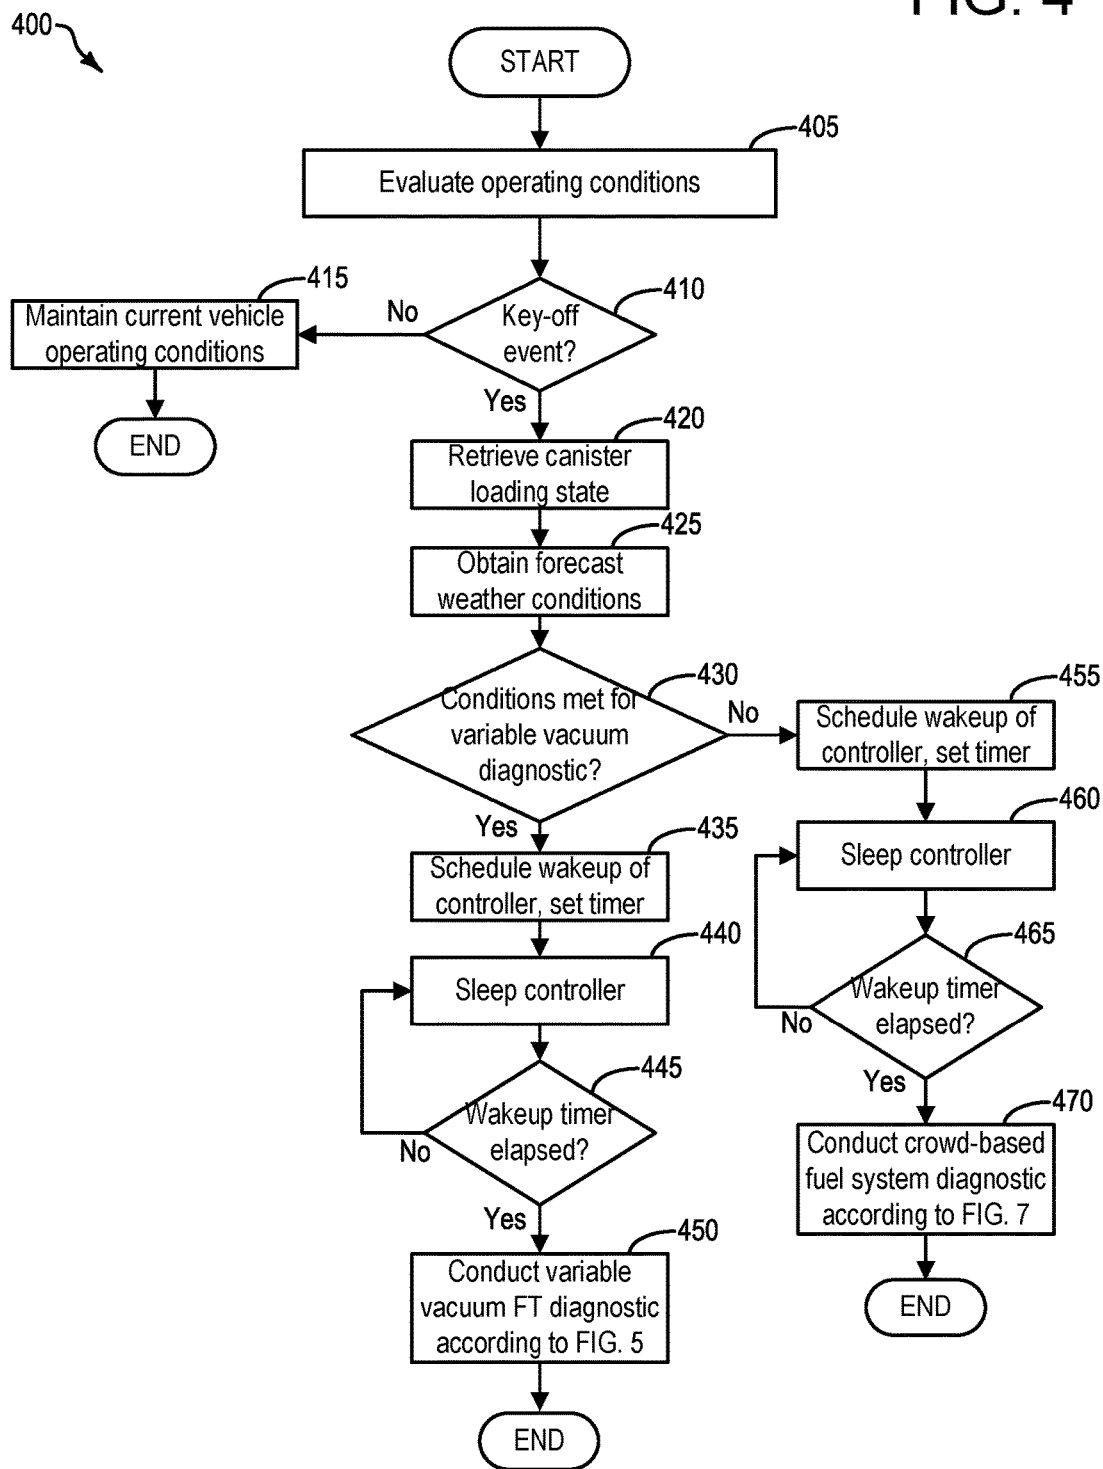 FIG. 4
400
START
405
Evaluate operating conditions
415
410
No
Maintain current vehicle
operating conditions
Key-off
event?
Yes
END
420
Retrieve canister
loading state
425
Obtain forecast
weather conditions
430
Conditions met for
variable vacuum
diagnostic?
No
455
Schedule wakeup of
controller, set timer
Yes
435
Schedule wakeup of
controller, set timer
460
Sleep controller
440
Sleep controller
465
Wakeup timer
elapsed?
No
Yes
445
Wakeup timer
elapsed?
No
Yes
470
Conduct crowd-based
fuel system diagnostic
according to FIG. 7
450
Conduct variable
vacuum FT diagnostic
according to FIG. 5
END
END